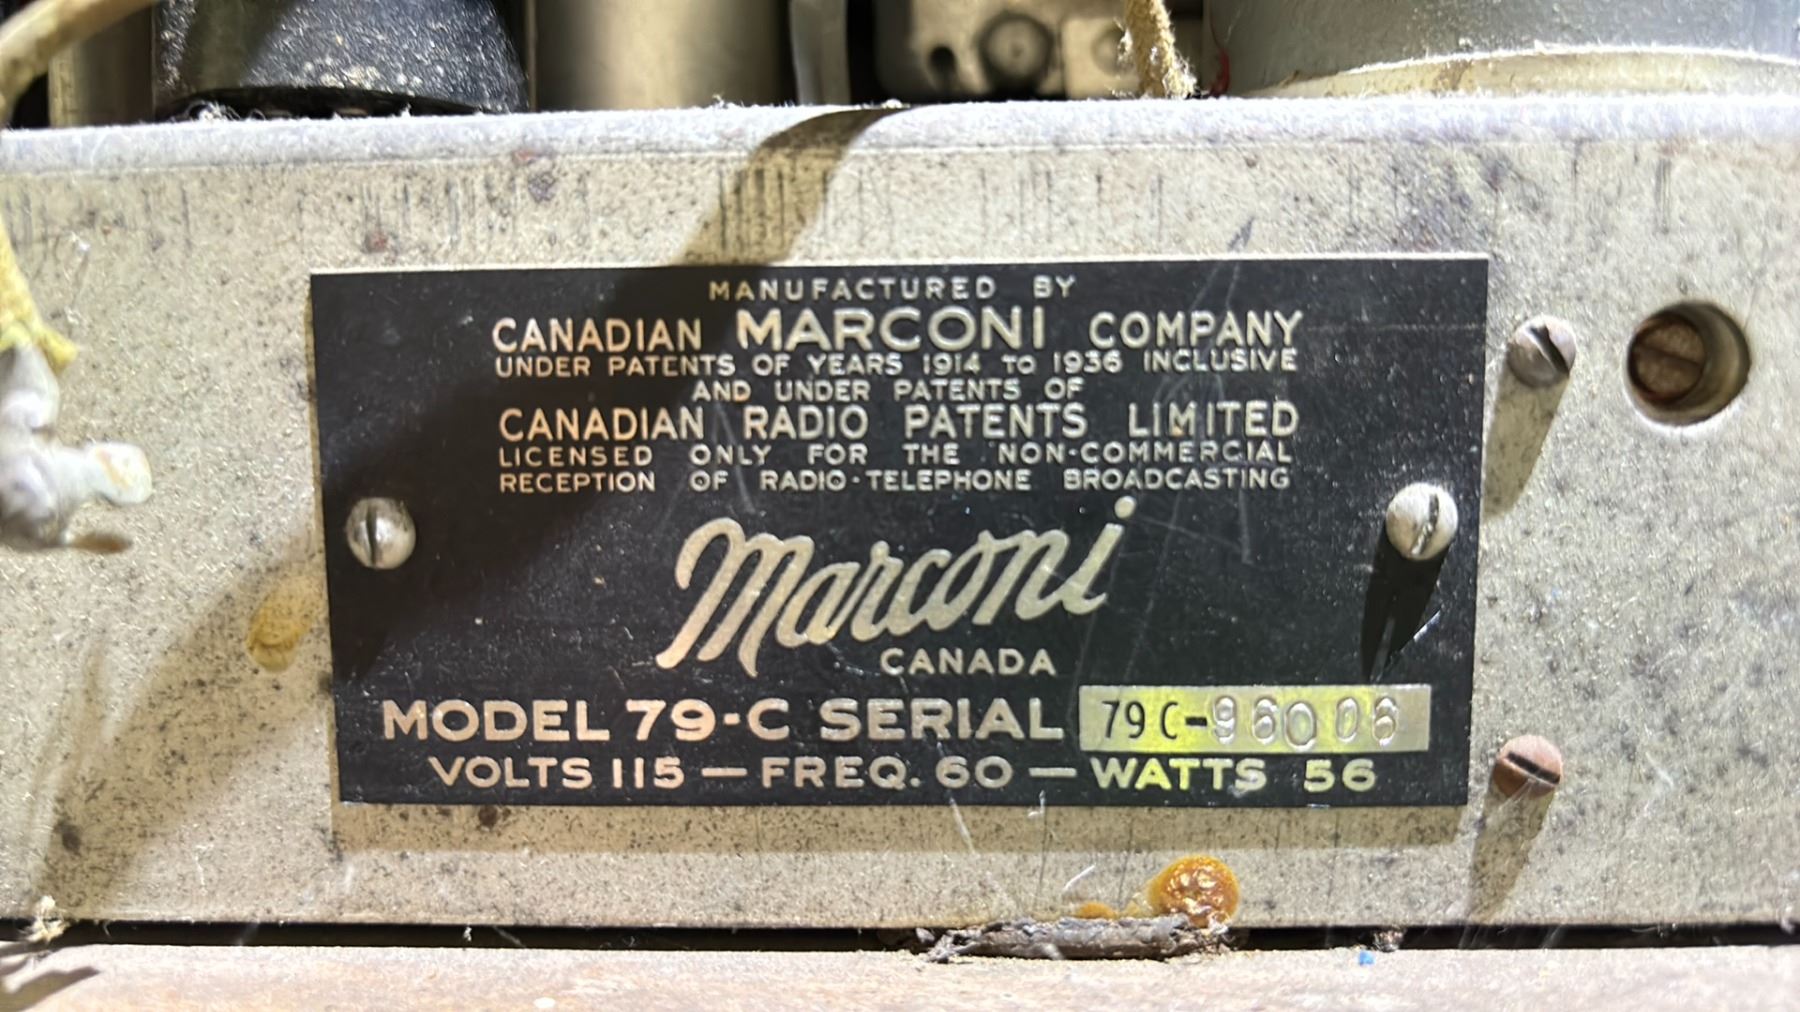 MANUFACTURED BY
CANADIAN MARCONI COMPANY
UNDER PATENTS OF YEARS 1914 TO 1936 INCLUSIVE
AND UNDER PATENTS OF
CANADIAN RADIO PATENTS LIMITED
LICENSED ONLY FOR THE NON-COMMERCIAL
RECEPTION OF RADIO-TELEPHONE BROADCASTING
Marconi
CANADA
MODEL 79-C SERIAL 79C-96006
VOLTS 115 — FREQ. 60 — WATTS 56